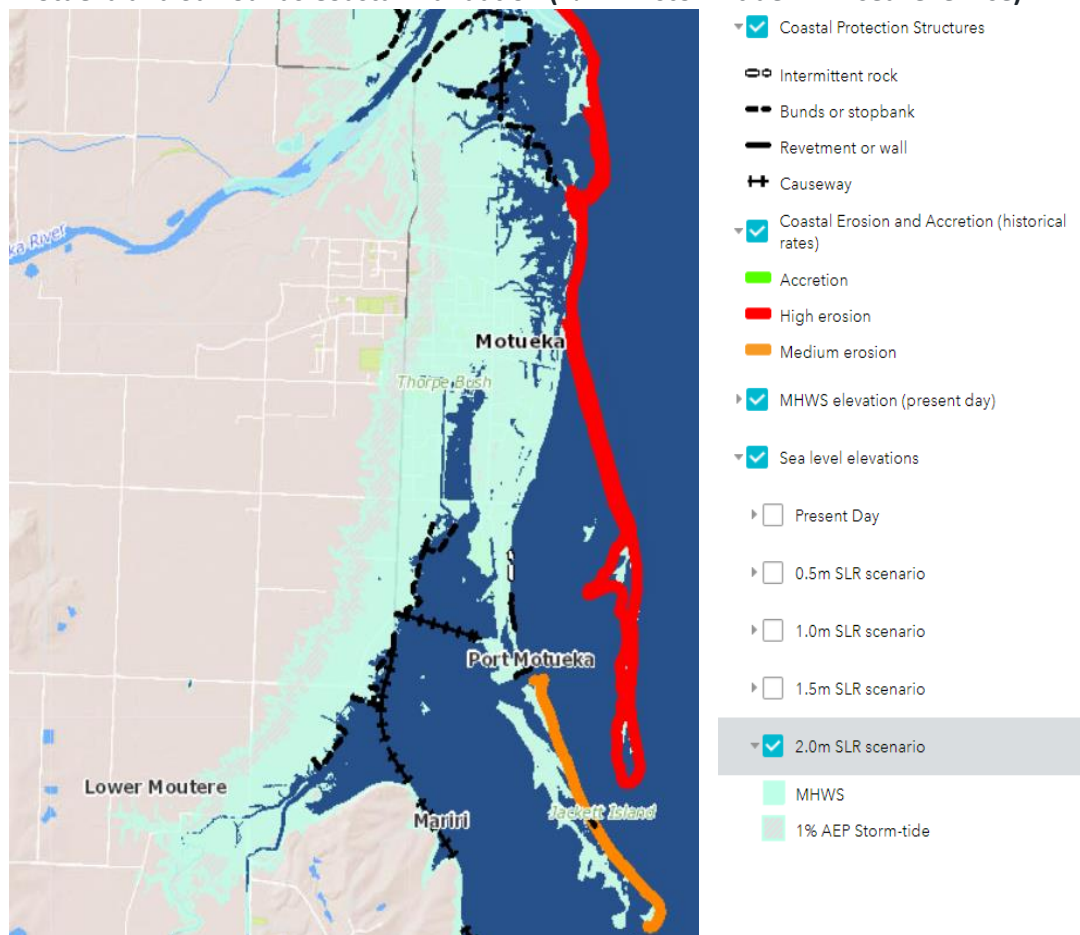 Coastal Protection Structures
Intermittent rock
Bunds or stopbank
Revetment or wall
Causeway
Coastal Erosion and Accretion (historical
rates)
Accretion
High erosion
Medium erosion
MHWS elevation (present day)
Sea level elevations
Present Day
0.5m SLR scenario
1.0m SLR scenario
1.5m SLR scenario
2.0m SLR scenario
MHWS
1% AEP Storm-tide
ka River
Motueka
Thorpe Bush
Port Motueka
Lower Moutere
Mariri
Jackett Island